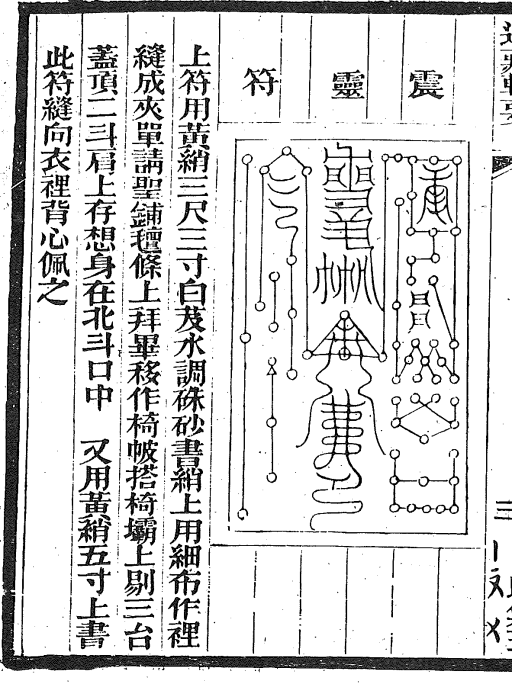 震靈符
上符用黃綃三尺三寸白芨水調硃砂書綃上用細布作裡
縫成夾單請聖鋪氊條上拜畢移作椅帔搭椅壩上剔三台
蓋頂二斗肩上存想身在北斗口中 又用黃綃五寸上書
此符縫向衣裡背心佩之